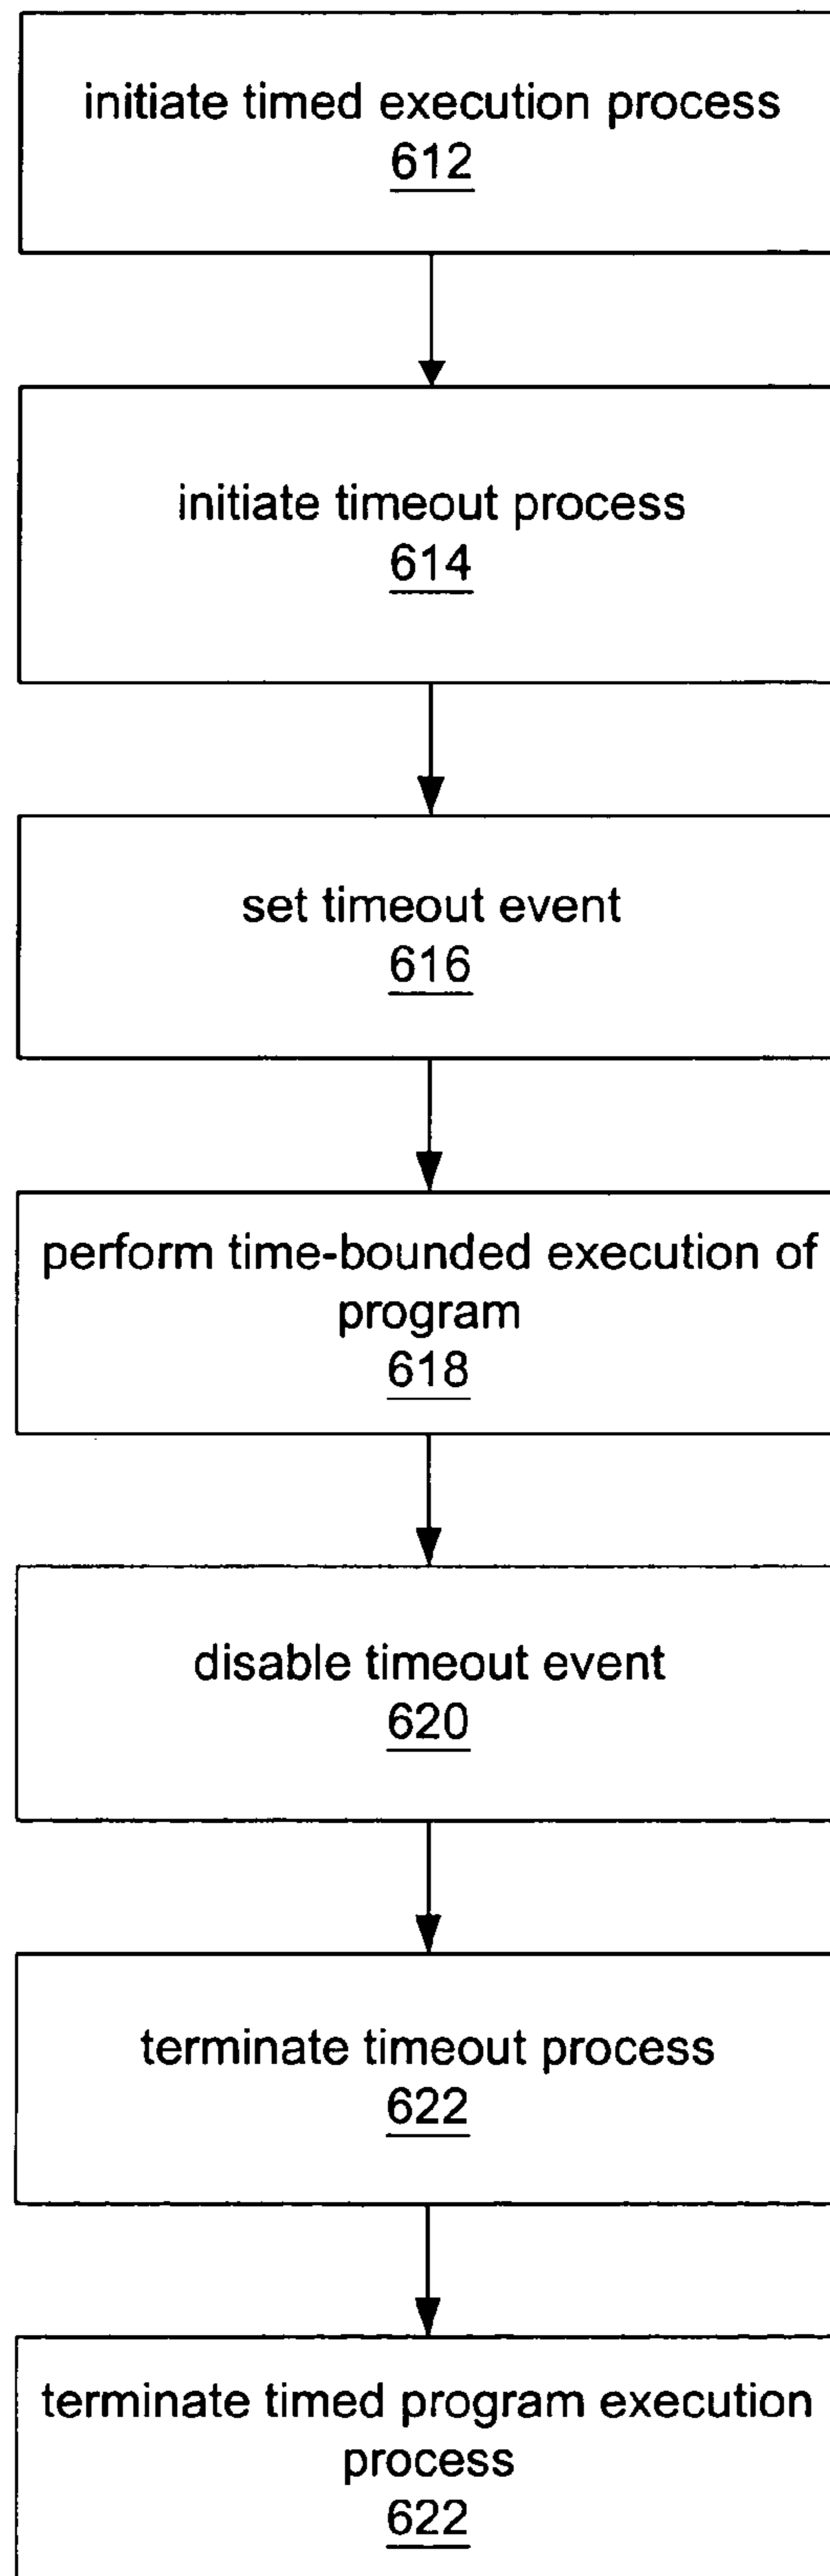 initiate timed execution process
612
initiate timeout process
614
set timeout event
616
perform time-bounded execution of
program
618
disable timeout event
620
terminate timeout process
622
terminate timed program execution
process
622